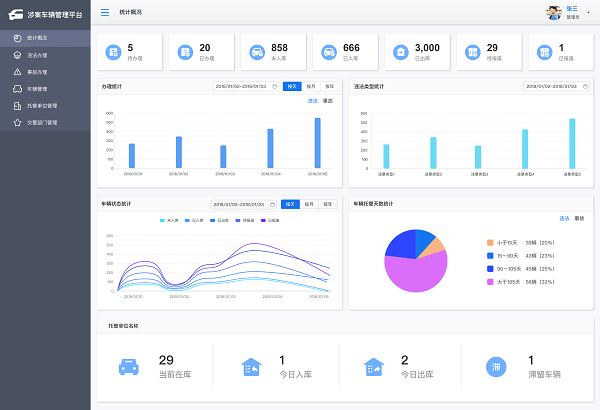 涉案车辆管理平台
统计概况
张三
管理员
统计概况
违法办理
事故办理
车辆管理
托管单位管理
交警部门管理
5
待办理
20
已办理
858
未入库
666
已入库
3,000
已出库
29
待报废
1
已报废
办理统计
2018/01/02-2018/01/03
按天 按月 按年
违法 事故
600
500
400
300
200
100
0
2018/01/01 2018/01/02 2018/01/03 2018/01/04 2018/01/05
违法类型统计
2018/01/02-2018/01/03
600
500
400
300
200
100
0
违章类型1 违章类型2 违章类型3 违章类型4 违章类型5
车辆状态统计
2018/01/02-2018/01/03
按天 按月 按年
未入库 已入库 已出库 待报废 已报废
600
500
400
300
200
100
0
2018/01/01 2018/01/02 2018/01/03 2018/01/04 2018/01/05
车辆托管天数统计
违法 事故
小于15天 39辆 (20%)
15~90天 43辆 (23%)
90~105天 45辆 (25%)
大于105天 56辆 (32%)
托管单位名称
29
当前在库
1
今日入库
2
今日出库
滞
1
滞留车辆